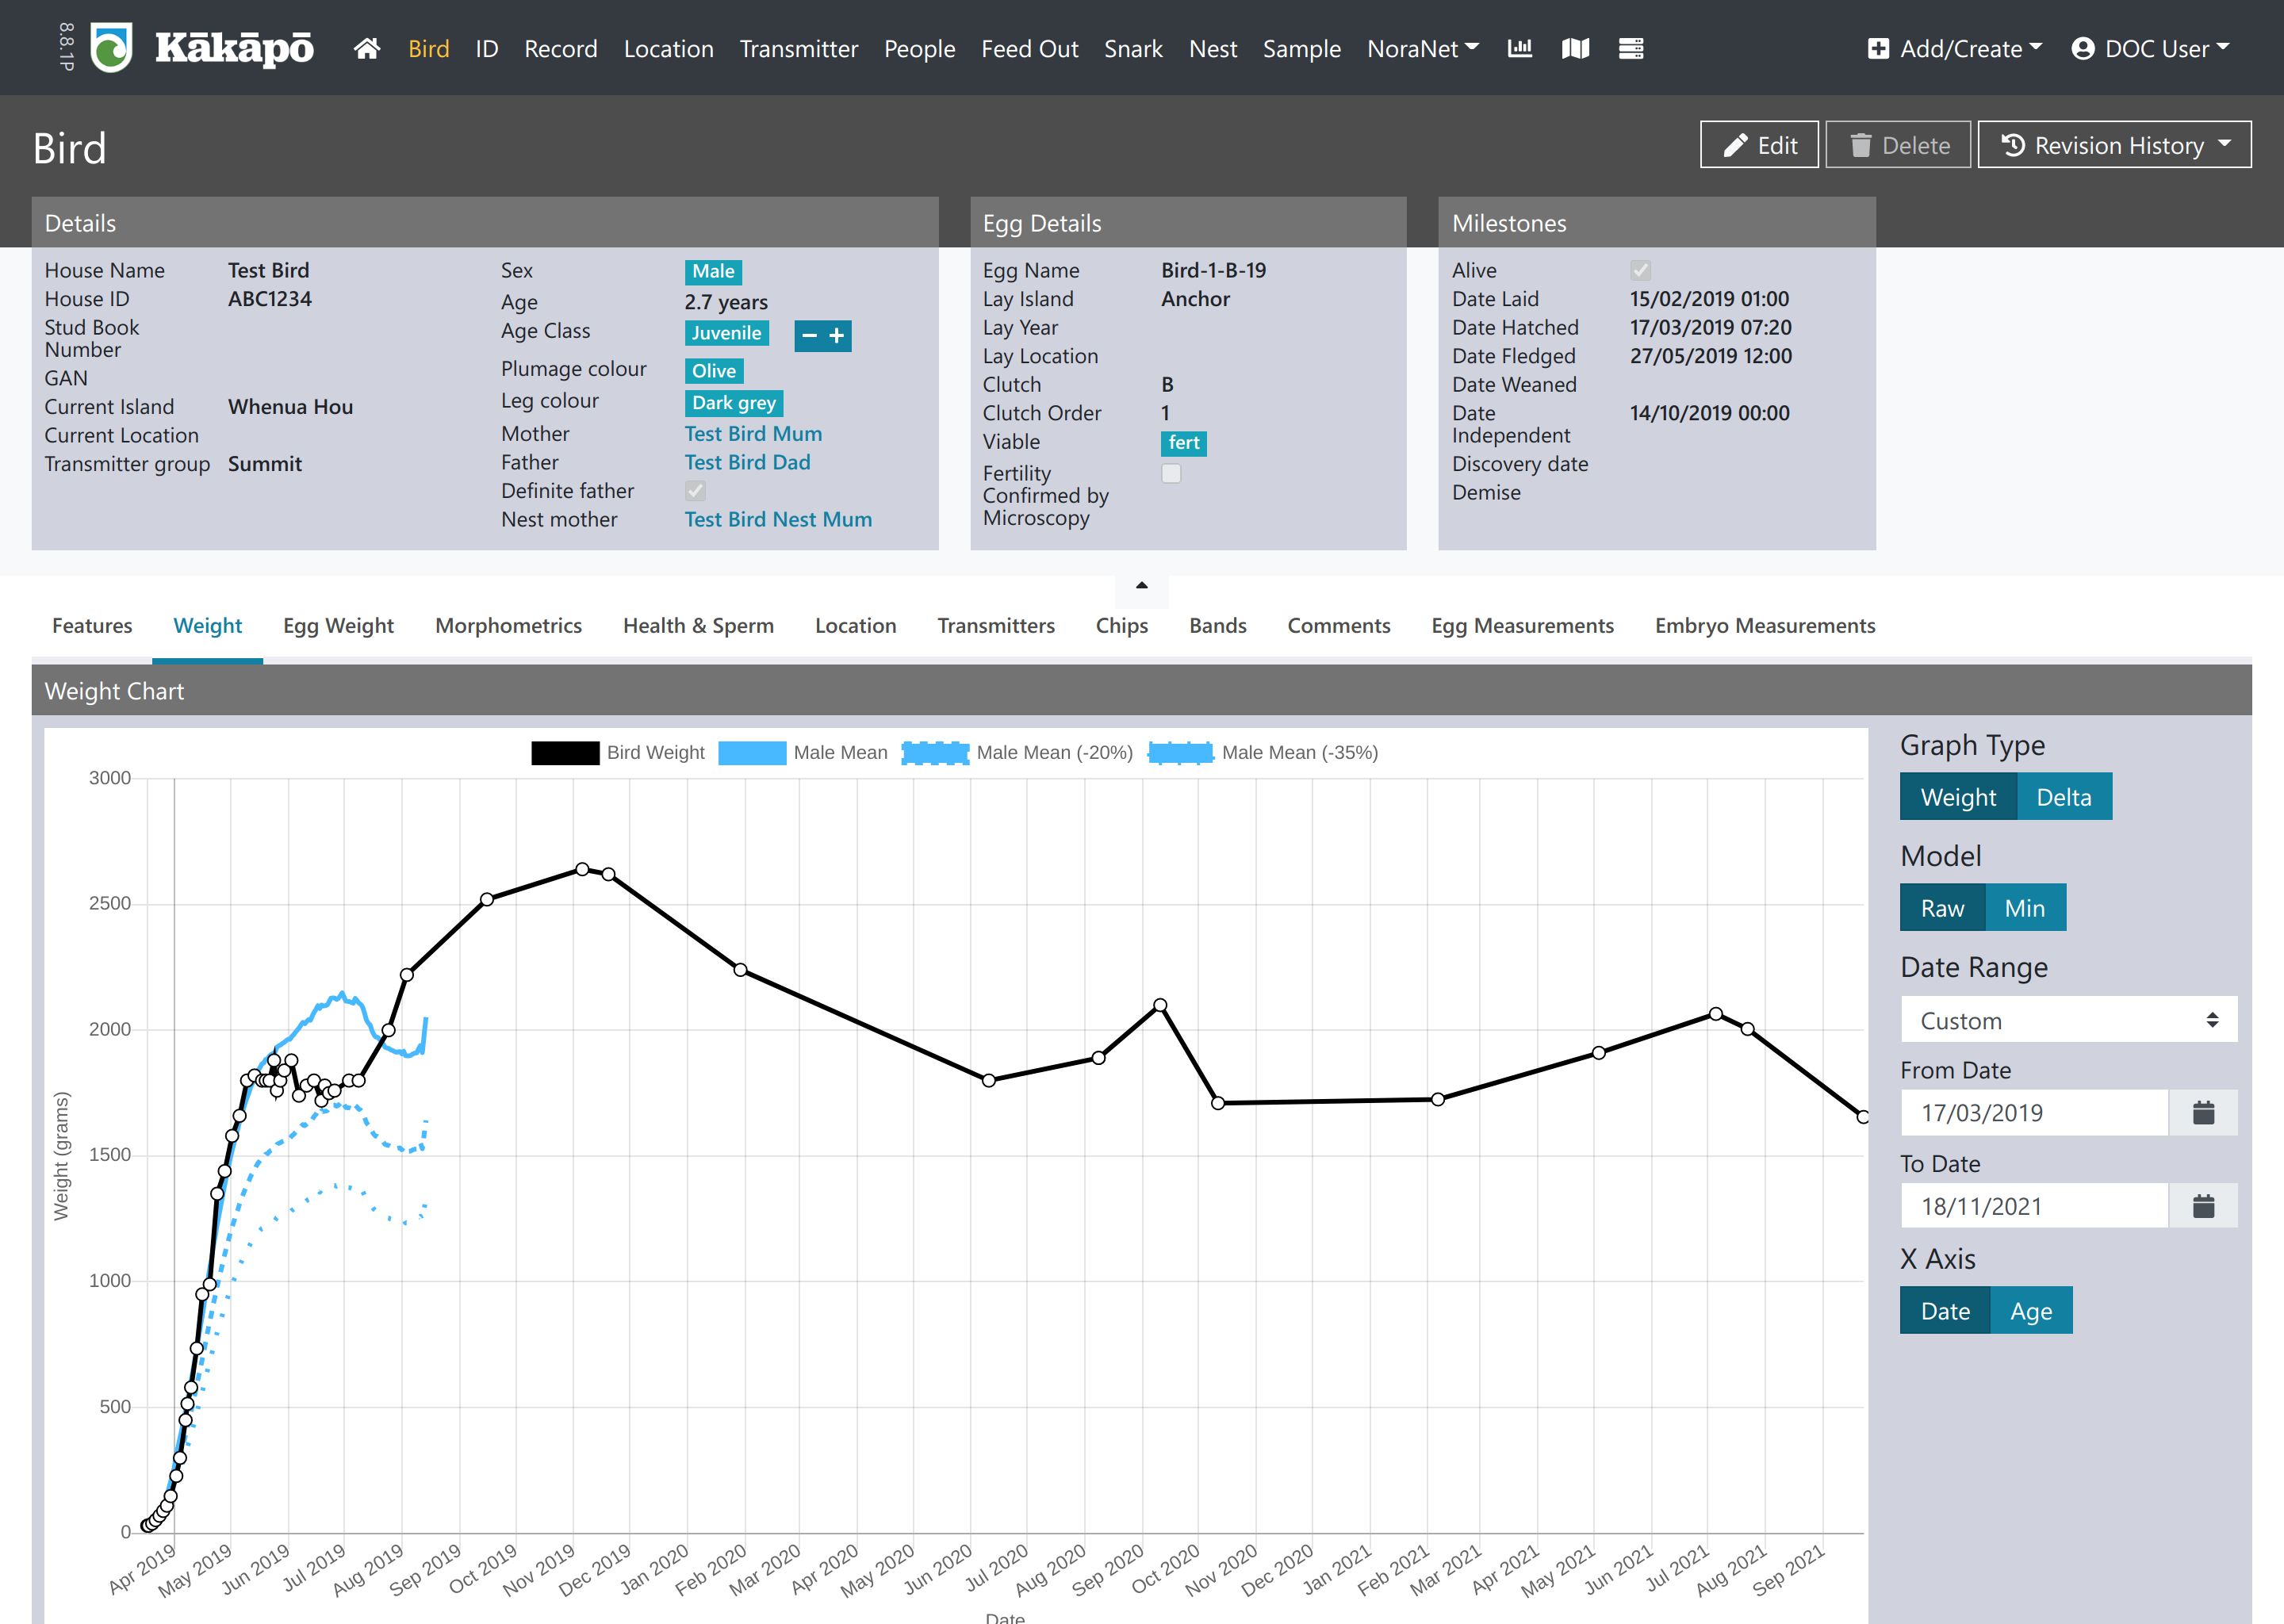 8.8.1P
Kākāpō Bird ID Record Location Transmitter People Feed Out Snark Nest Sample NoraNet Add/Create DOC User
Bird
Edit Delete Revision History
Details
House Name Test Bird
House ID ABC1234
Stud Book
Number
GAN
Current Island Whenua Hou
Current Location
Transmitter group Summit
Sex Male
Age 2.7 years
Age Class Juvenile − +
Plumage colour Olive
Leg colour Dark grey
Mother Test Bird Mum
Father Test Bird Dad
Definite father
Nest mother Test Bird Nest Mum
Egg Details
Egg Name Bird-1-B-19
Lay Island Anchor
Lay Year
Lay Location
Clutch B
Clutch Order 1
Viable fert
Fertility
Confirmed by
Microscopy
Milestones
Alive
Date Laid 15/02/2019 01:00
Date Hatched 17/03/2019 07:20
Date Fledged 27/05/2019 12:00
Date Weaned
Date 14/10/2019 00:00
Independent
Discovery date
Demise
Features Weight Egg Weight Morphometrics Health & Sperm Location Transmitters Chips Bands Comments Egg Measurements Embryo Measurements
Weight Chart
Bird Weight Male Mean Male Mean (-20%) Male Mean (-35%)
3000
2500
2000
1500
1000
500
0
Weight (grams)
Apr 2019 May 2019 Jun 2019 Jul 2019 Aug 2019 Sep 2019 Oct 2019 Nov 2019 Dec 2019 Jan 2020 Feb 2020 Mar 2020 Apr 2020 May 2020 Jun 2020 Jul 2020 Aug 2020 Sep 2020 Oct 2020 Nov 2020 Dec 2020 Jan 2021 Feb 2021 Mar 2021 Apr 2021 May 2021 Jun 2021 Jul 2021 Aug 2021 Sep 2021
Date
Graph Type
Weight Delta
Model
Raw Min
Date Range
Custom
From Date
17/03/2019
To Date
18/11/2021
X Axis
Date Age